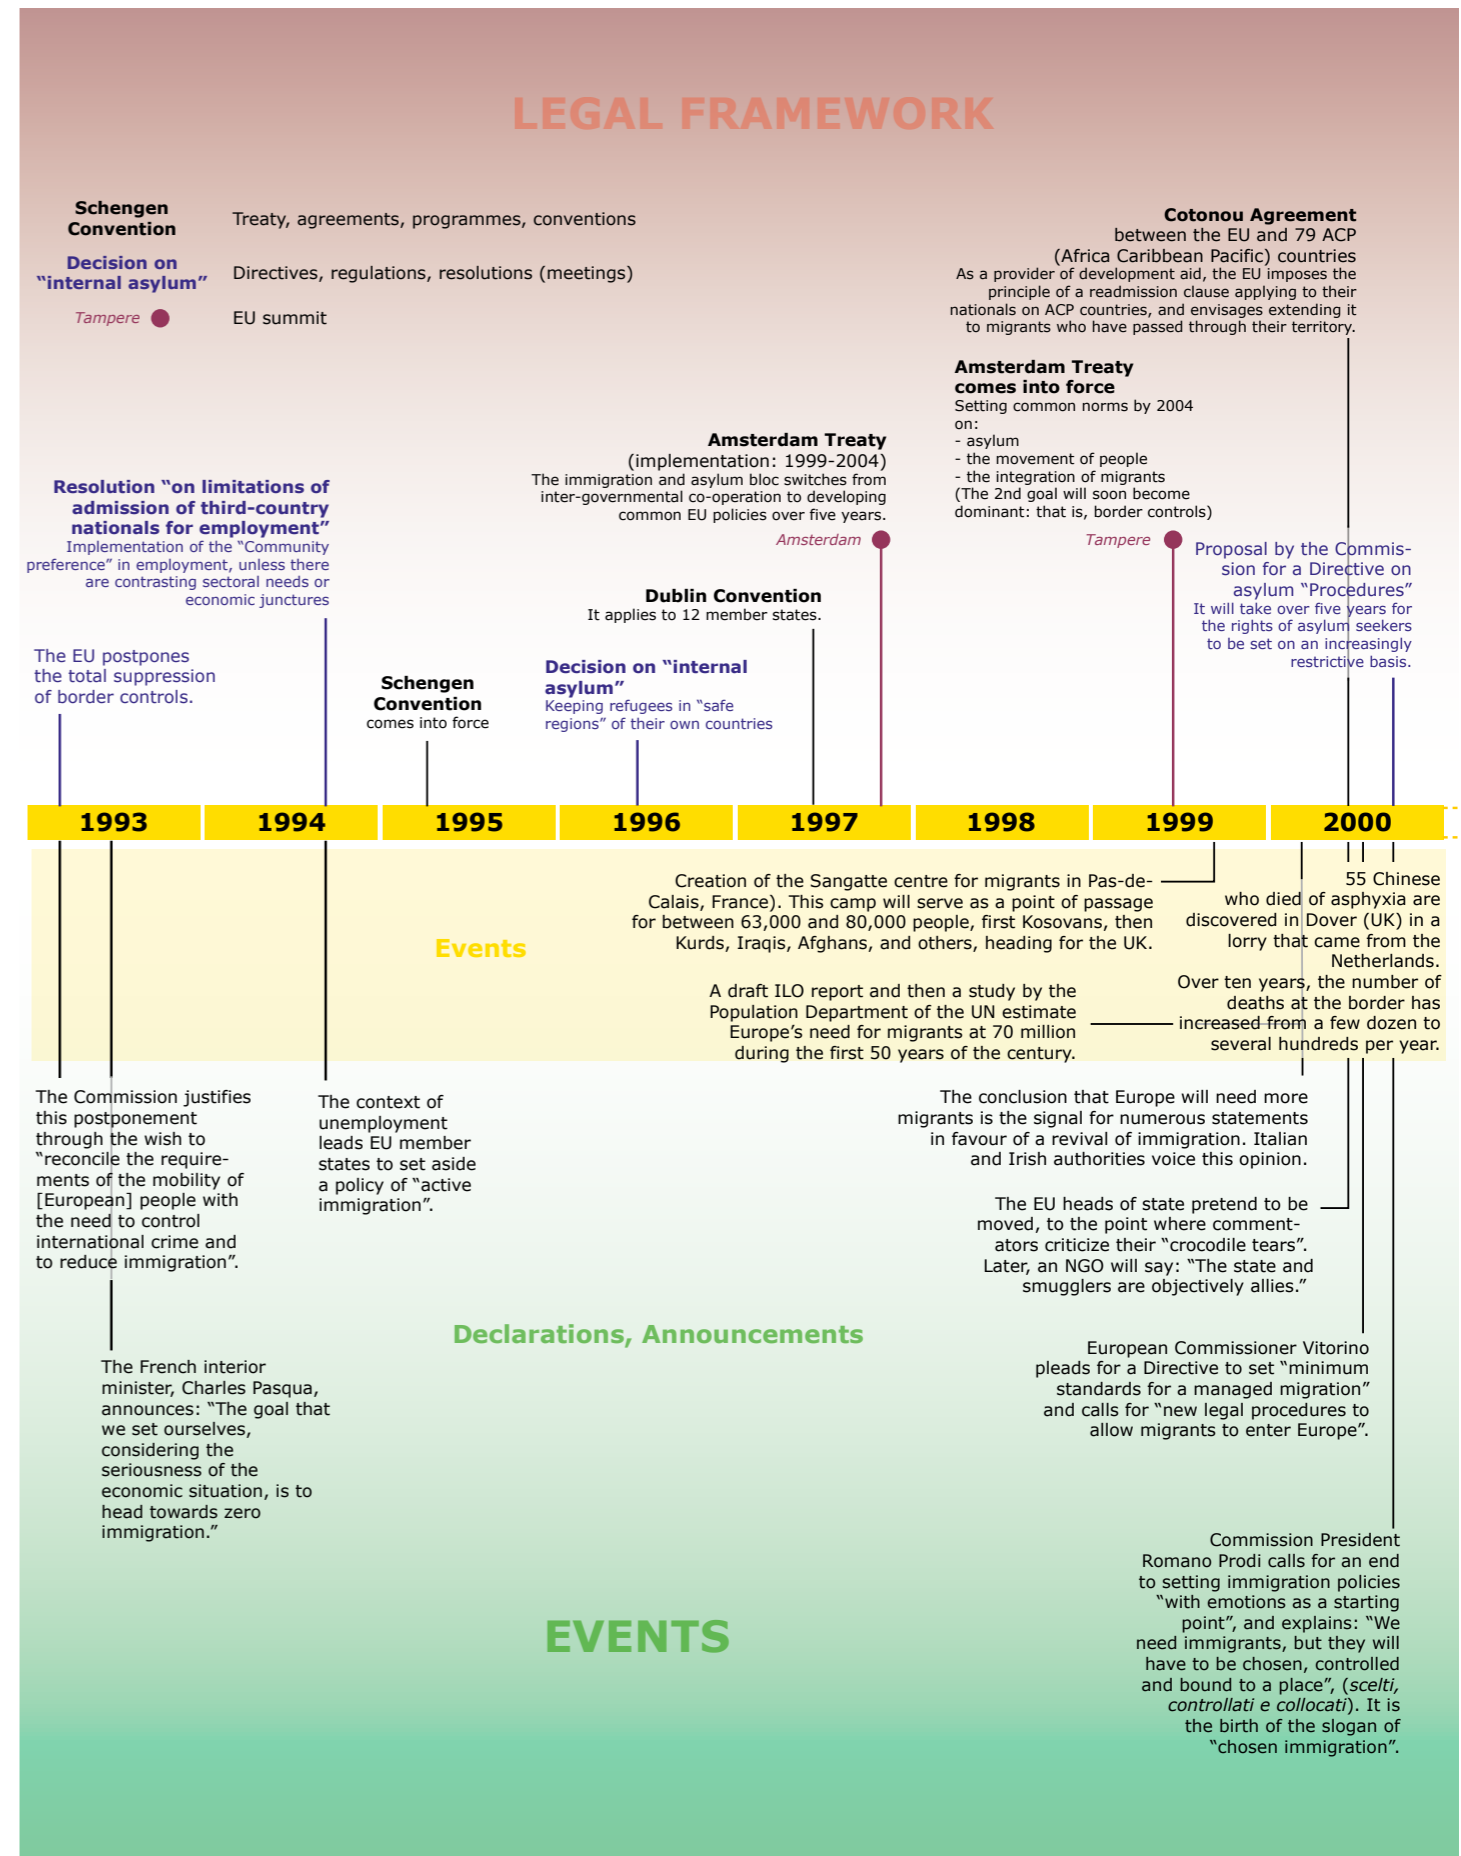 LEGAL FRAMEWORK
Schengen
Convention
Treaty, agreements, programmes, conventions
Decision on
“internal asylum”
Directives, regulations, resolutions (meetings)
Tampere
EU summit
Cotonou Agreement
between the EU and 79 ACP
(Africa Caribbean Pacific) countries
As a provider of development aid, the EU imposes the
principle of a readmission clause applying to their
nationals on ACP countries, and envisages extending it
to migrants who have passed through their territory.
Amsterdam Treaty
comes into force
Setting common norms by 2004
on:
- asylum
- the movement of people
- the integration of migrants
(The 2nd goal will soon become
dominant: that is, border controls)
Amsterdam Treaty
(implementation: 1999-2004)
The immigration and asylum bloc switches from
inter-governmental co-operation to developing
common EU policies over five years.
Amsterdam
Tampere
Resolution “on limitations of
admission of third-country
nationals for employment”
Implementation of the “Community
preference” in employment, unless there
are contrasting sectoral needs or
economic junctures
Proposal by the Commis-
sion for a Directive on
asylum “Procedures”
It will take over five years for
the rights of asylum seekers
to be set on an increasingly
restrictive basis.
Dublin Convention
It applies to 12 member states.
The EU postpones
the total suppression
of border controls.
Schengen
Convention
comes into force
Decision on “internal
asylum”
Keeping refugees in “safe
regions” of their own countries
1993
1994
1995
1996
1997
1998
1999
2000
Creation of the Sangatte centre for migrants in Pas-de-
Calais, France). This camp will serve as a point of passage
for between 63,000 and 80,000 people, first Kosovans, then
Kurds, Iraqis, Afghans, and others, heading for the UK.
55 Chinese
who died of asphyxia are
discovered in Dover (UK) in a
lorry that came from the
Netherlands.
Over ten years, the number of
deaths at the border has
increased from a few dozen to
several hundreds per year.
Events
A draft ILO report and then a study by the
Population Department of the UN estimate
Europe’s need for migrants at 70 million
during the first 50 years of the century.
The Commission justifies
this postponement
through the wish to
“reconcile the require-
ments of the mobility of
[European] people with
the need to control
international crime and
to reduce immigration”.
The context of
unemployment
leads EU member
states to set aside
a policy of “active
immigration”.
The conclusion that Europe will need more
migrants is the signal for numerous statements
in favour of a revival of immigration. Italian
and Irish authorities voice this opinion.
The EU heads of state pretend to be
moved, to the point where comment-
ators criticize their “crocodile tears”.
Later, an NGO will say: “The state and
smugglers are objectively allies.”
Declarations, Announcements
European Commissioner Vitorino
pleads for a Directive to set “minimum
standards for a managed migration”
and calls for “new legal procedures to
allow migrants to enter Europe”.
The French interior
minister, Charles Pasqua,
announces: “The goal that
we set ourselves,
considering the
seriousness of the
economic situation, is to
head towards zero
immigration.”
Commission President
Romano Prodi calls for an end
to setting immigration policies
“with emotions as a starting
point”, and explains: “We
need immigrants, but they will
have to be chosen, controlled
and bound to a place”, (scelti,
controllati e collocati). It is
the birth of the slogan of
“chosen immigration”.
EVENTS